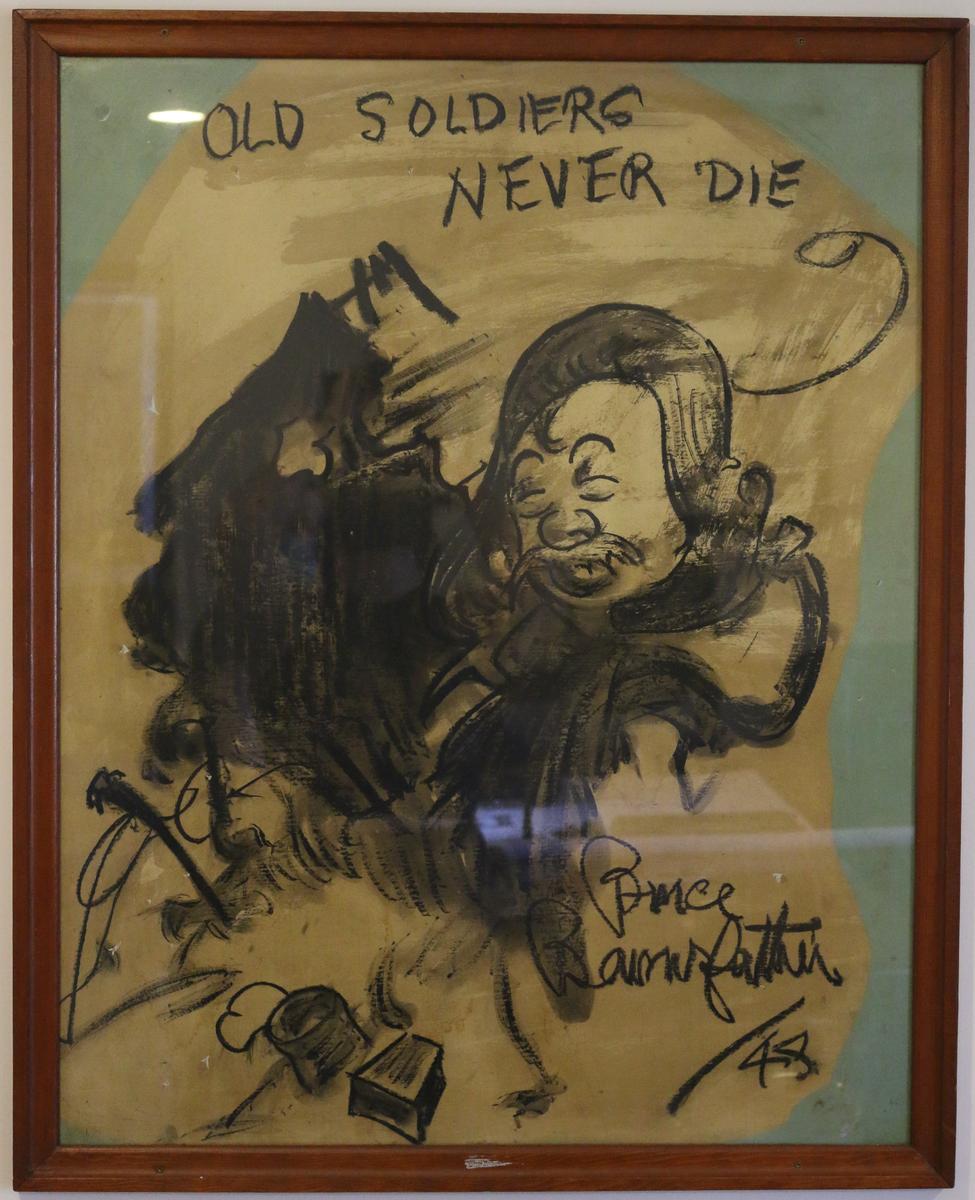 OLD SOLDIERS
NEVER DIE
Bruce
Bairnsfather
/48